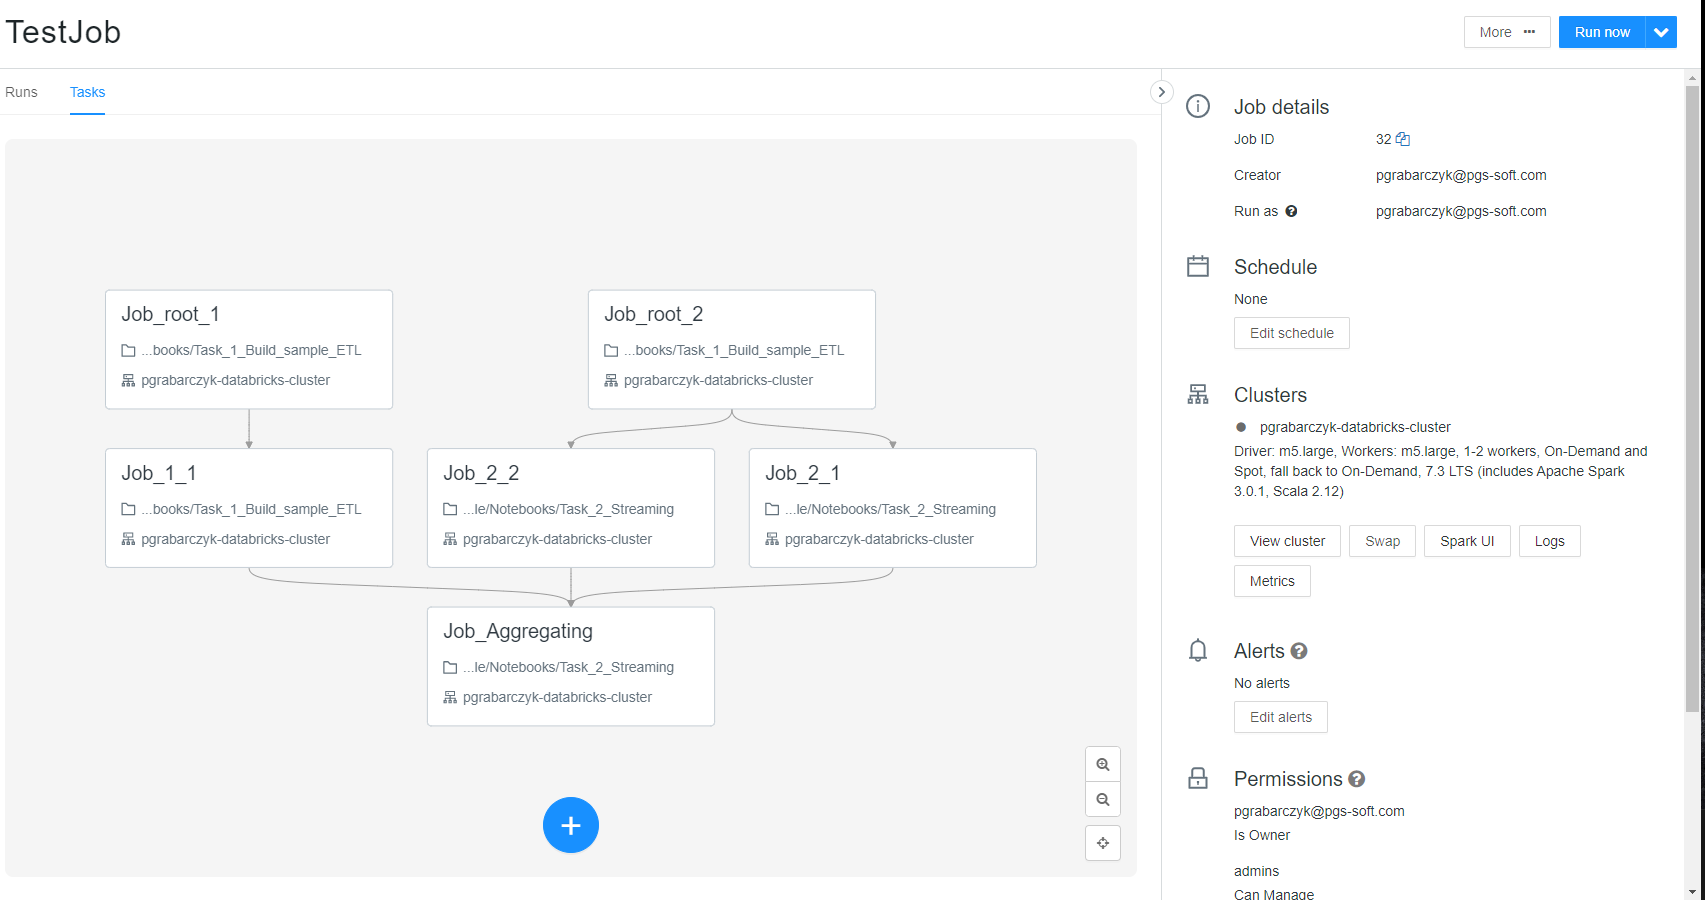 TestJob
More
Run now
Runs
Tasks
Job_root_1
...books/Task_1_Build_sample_ETL
pgrabarczyk-databricks-cluster
Job_root_2
...books/Task_1_Build_sample_ETL
pgrabarczyk-databricks-cluster
Job_1_1
...books/Task_1_Build_sample_ETL
pgrabarczyk-databricks-cluster
Job_2_2
...le/Notebooks/Task_2_Streaming
pgrabarczyk-databricks-cluster
Job_2_1
...le/Notebooks/Task_2_Streaming
pgrabarczyk-databricks-cluster
Job_Aggregating
...le/Notebooks/Task_2_Streaming
pgrabarczyk-databricks-cluster
Job details
Job ID 32
Creator pgrabarczyk@pgs-soft.com
Run as pgrabarczyk@pgs-soft.com
Schedule
None
Edit schedule
Clusters
pgrabarczyk-databricks-cluster
Driver: m5.large, Workers: m5.large, 1-2 workers, On-Demand and
Spot, fall back to On-Demand, 7.3 LTS (includes Apache Spark
3.0.1, Scala 2.12)
View cluster
Swap
Spark UI
Logs
Metrics
Alerts
No alerts
Edit alerts
Permissions
pgrabarczyk@pgs-soft.com
Is Owner
admins
Can Manage